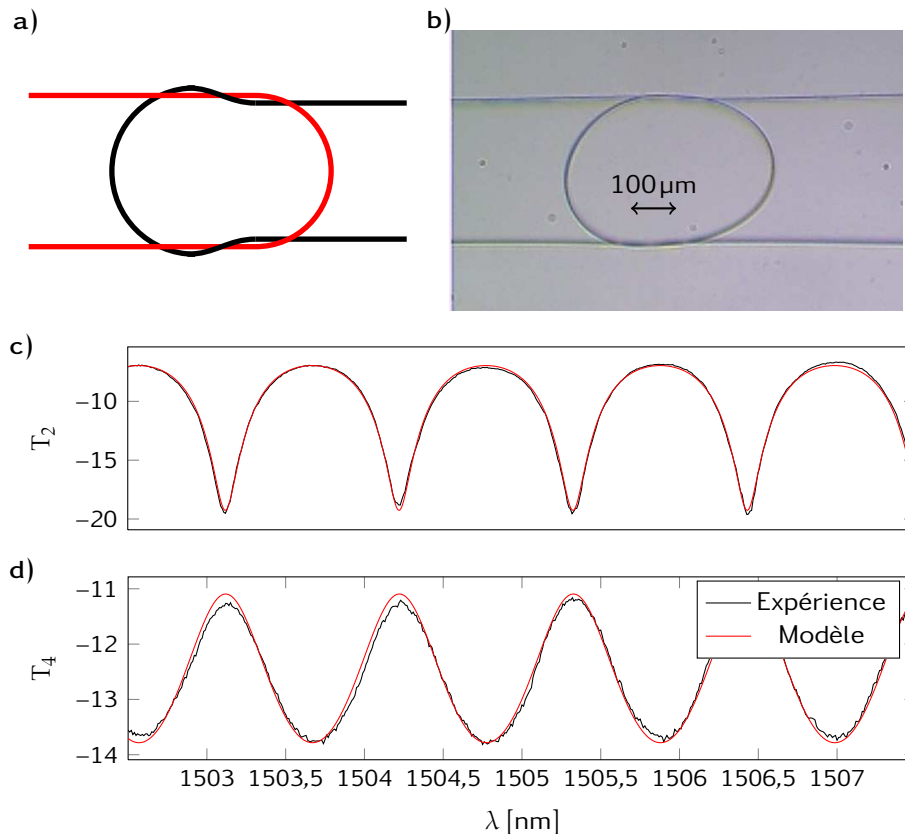 a)
b)
100 µm
c)
T₂
−10
−15
−20
d)
T₄
−11
−12
−13
−14
Expérience
Modèle
1503 1503,5 1504 1504,5 1505 1505,5 1506 1506,5 1507
λ [nm]